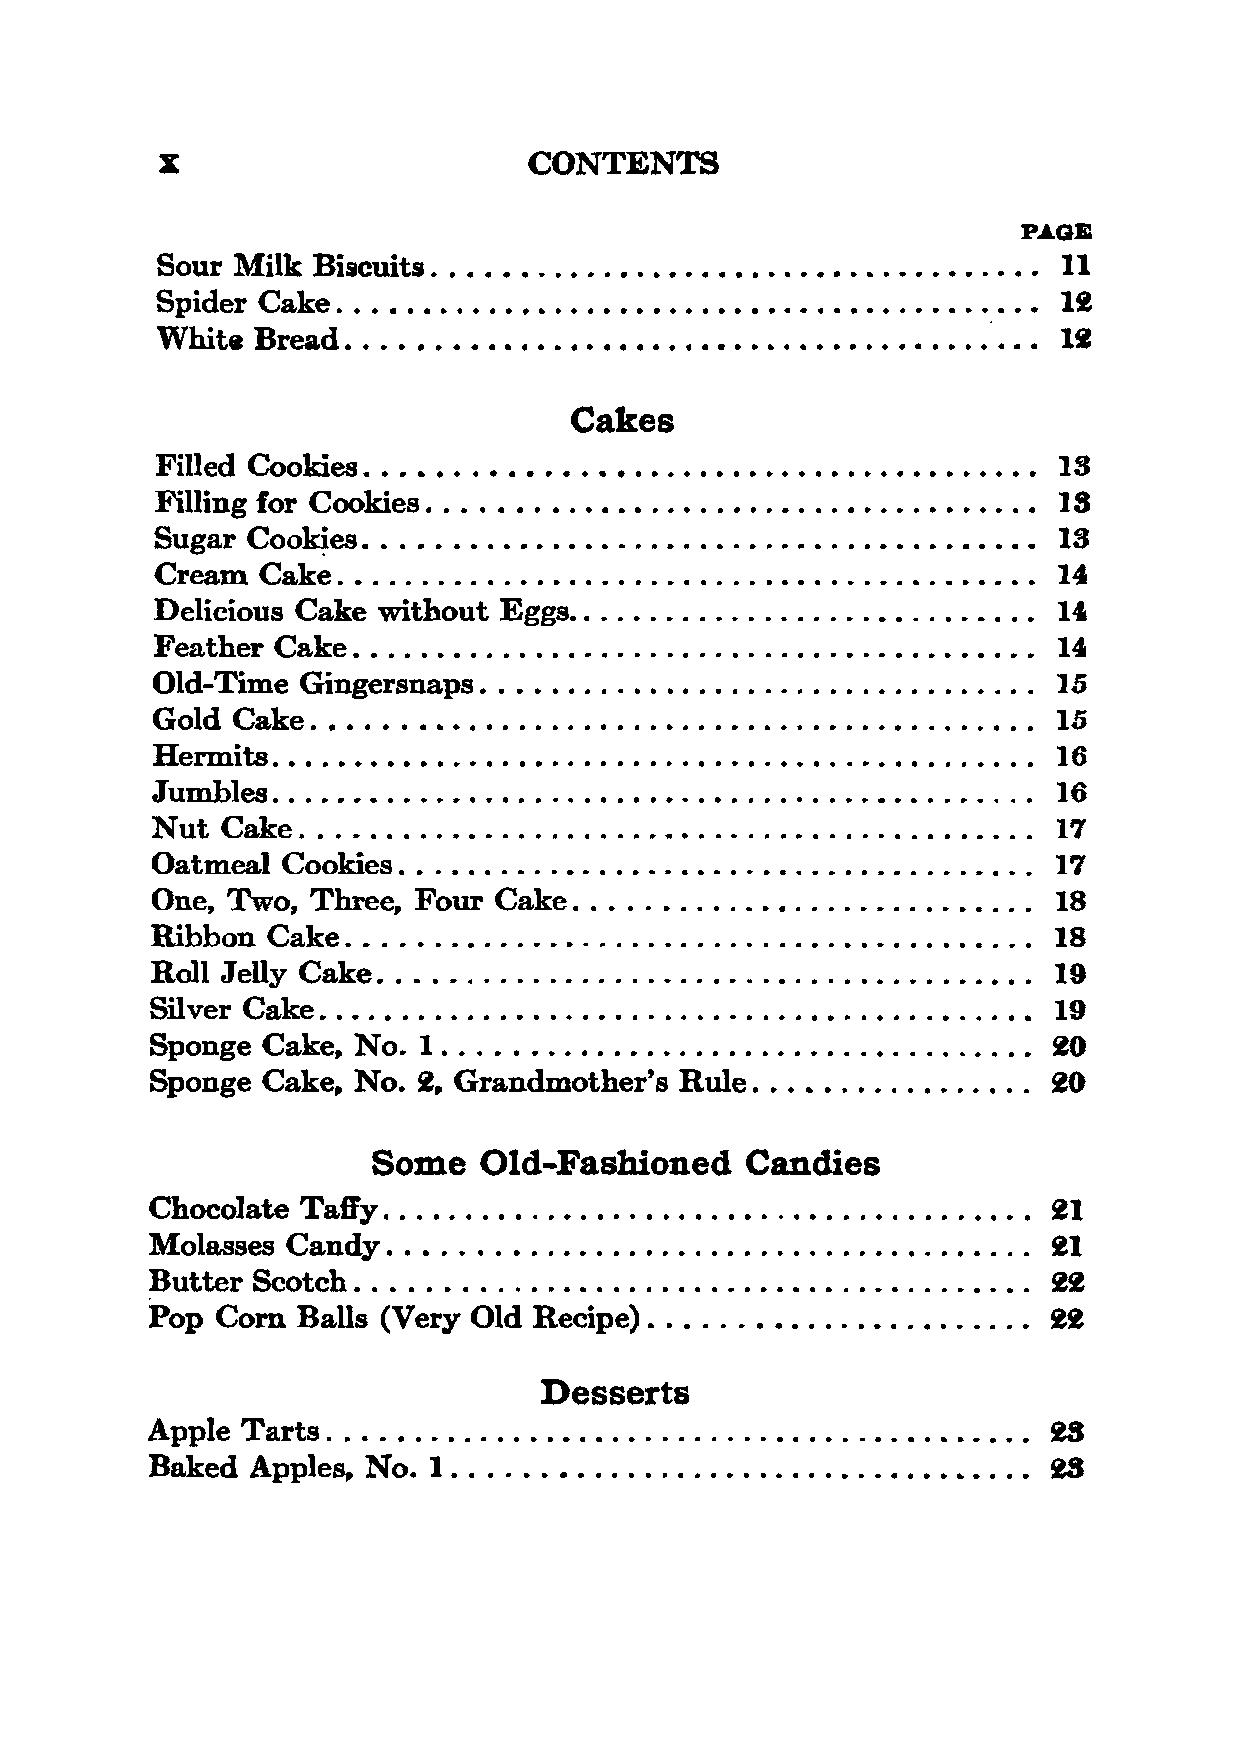 x CONTENTS
PAGE
Sour Milk Biscuits. . . . . . . . . . . . . . . . . . . . . . . . . . . . . . . . . . . . . 11
Spider Cake. . . . . . . . . . . . . . . . . . . . . . . . . . . . . . . . . . . . . . . . . . 12
White Bread. . . . . . . . . . . . . . . . . . . . . . . . . . . . . . . . . . . . . . . . . . 12
Cakes
Filled Cookies. . . . . . . . . . . . . . . . . . . . . . . . . . . . . . . . . . . . . . . . 13
Filling for Cookies. . . . . . . . . . . . . . . . . . . . . . . . . . . . . . . . . . . . . 13
Sugar Cookies. . . . . . . . . . . . . . . . . . . . . . . . . . . . . . . . . . . . . . . . 13
Cream Cake. . . . . . . . . . . . . . . . . . . . . . . . . . . . . . . . . . . . . . . . . . 14
Delicious Cake without Eggs. . . . . . . . . . . . . . . . . . . . . . . . . . . . . 14
Feather Cake. . . . . . . . . . . . . . . . . . . . . . . . . . . . . . . . . . . . . . . . . 14
Old-Time Gingersnaps. . . . . . . . . . . . . . . . . . . . . . . . . . . . . . . . . . 15
Gold Cake. . . . . . . . . . . . . . . . . . . . . . . . . . . . . . . . . . . . . . . . . . . . 15
Hermits. . . . . . . . . . . . . . . . . . . . . . . . . . . . . . . . . . . . . . . . . . . . . . 16
Jumbles. . . . . . . . . . . . . . . . . . . . . . . . . . . . . . . . . . . . . . . . . . . . . . 16
Nut Cake. . . . . . . . . . . . . . . . . . . . . . . . . . . . . . . . . . . . . . . . . . . . 17
Oatmeal Cookies. . . . . . . . . . . . . . . . . . . . . . . . . . . . . . . . . . . . . . 17
One, Two, Three, Four Cake. . . . . . . . . . . . . . . . . . . . . . . . . . . . 18
Ribbon Cake. . . . . . . . . . . . . . . . . . . . . . . . . . . . . . . . . . . . . . . . . 18
Roll Jelly Cake. . . . . . . . . . . . . . . . . . . . . . . . . . . . . . . . . . . . . . . 19
Silver Cake. . . . . . . . . . . . . . . . . . . . . . . . . . . . . . . . . . . . . . . . . . . 19
Sponge Cake, No. 1. . . . . . . . . . . . . . . . . . . . . . . . . . . . . . . . . . . . 20
Sponge Cake, No. 2, Grandmother's Rule. . . . . . . . . . . . . . . . . 20
Some Old-Fashioned Candies
Chocolate Taffy. . . . . . . . . . . . . . . . . . . . . . . . . . . . . . . . . . . . . . . 21
Molasses Candy. . . . . . . . . . . . . . . . . . . . . . . . . . . . . . . . . . . . . . . 21
Butter Scotch. . . . . . . . . . . . . . . . . . . . . . . . . . . . . . . . . . . . . . . . . 22
Pop Corn Balls (Very Old Recipe). . . . . . . . . . . . . . . . . . . . . . . 22
Desserts
Apple Tarts. . . . . . . . . . . . . . . . . . . . . . . . . . . . . . . . . . . . . . . . . . . 23
Baked Apples, No. 1. . . . . . . . . . . . . . . . . . . . . . . . . . . . . . . . . . . 23